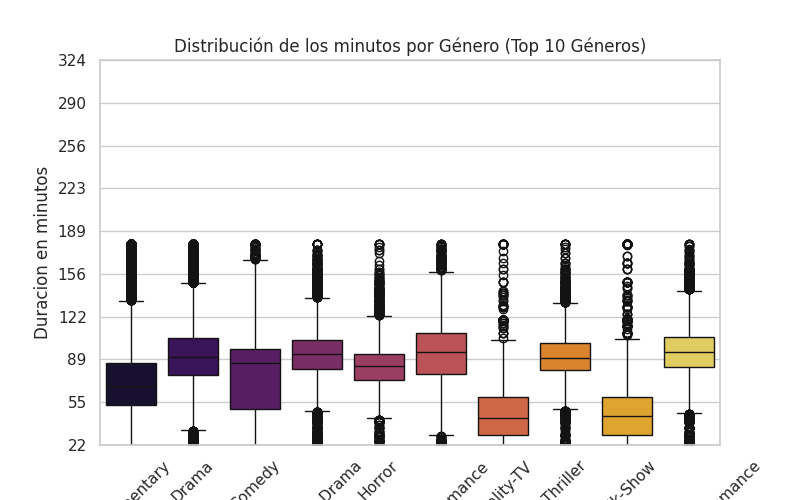 Distribución de los minutos por Género (Top 10 Géneros)
Duracion en minutos
324
290
256
223
189
156
122
89
55
22
Drama
Drama
Horror
Thriller